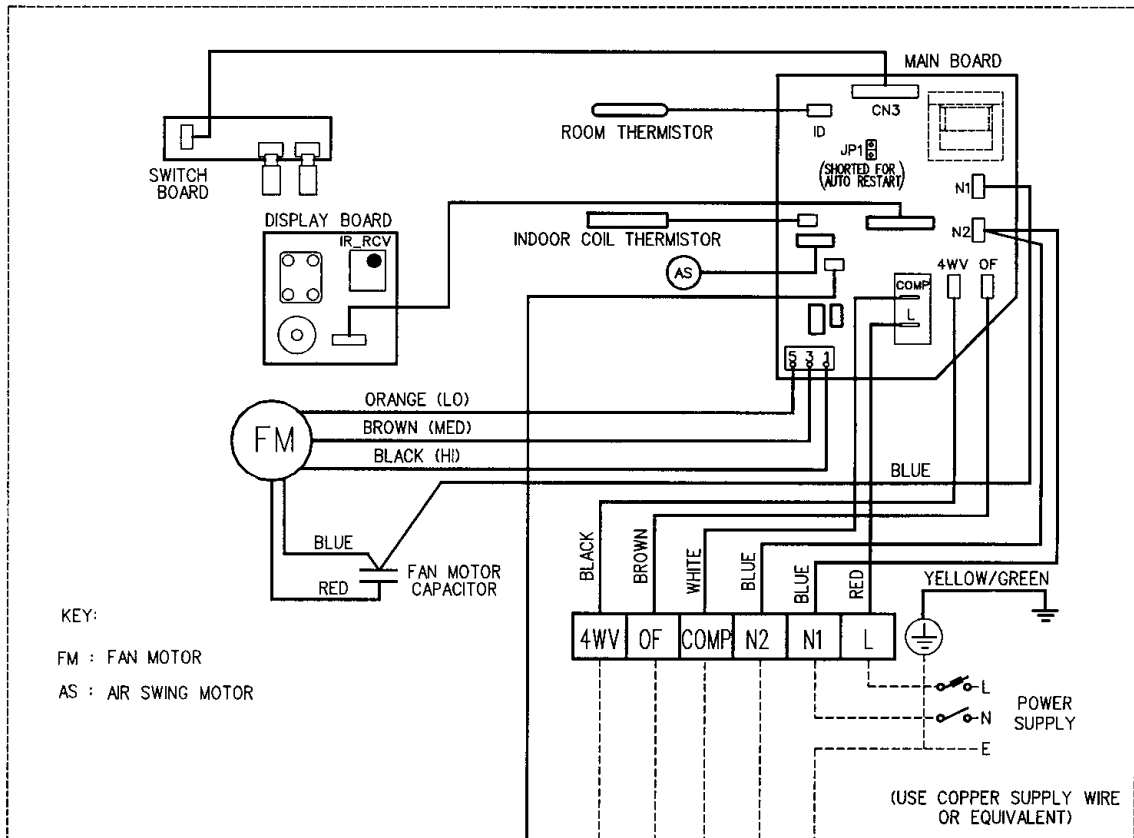 MAIN BOARD
CN3
ID
ROOM THERMISTOR
JP1
(SHORTED FOR
AUTO RESTART)
SWITCH
BOARD
N1
DISPLAY BOARD
IR_RCV
INDOOR COIL THERMISTOR
N2
AS
4WV
OF
COMP
L
5 3 1
ORANGE (LO)
BROWN (MED)
BLACK (HI)
FM
BLUE
BLUE
RED
FAN MOTOR
CAPACITOR
BLACK
BROWN
WHITE
BLUE
BLUE
RED
YELLOW/GREEN
4WV OF COMP N2 N1 L
KEY:
FM : FAN MOTOR
AS : AIR SWING MOTOR
L
N
E
POWER
SUPPLY
(USE COPPER SUPPLY WIRE
OR EQUIVALENT)